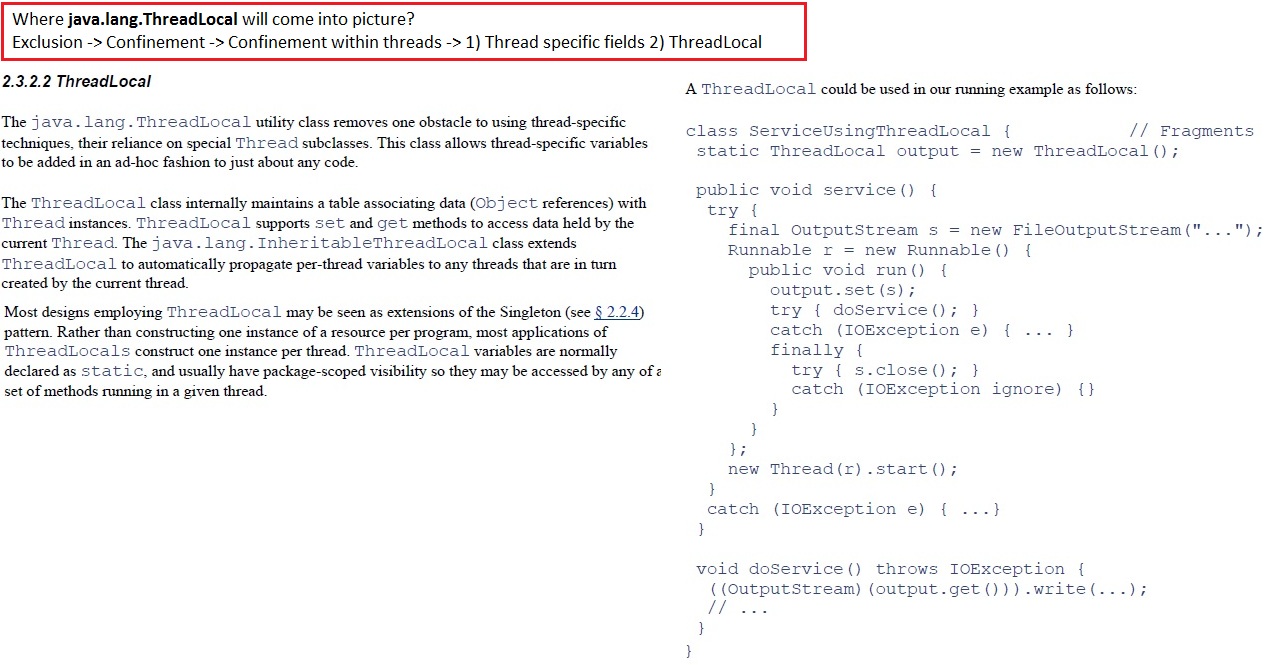 Where java.lang.ThreadLocal will come into picture?
Exclusion -> Confinement -> Confinement within threads -> 1) Thread specific fields 2) ThreadLocal
2.3.2.2 ThreadLocal
The java.lang.ThreadLocal utility class removes one obstacle to using thread-specific
techniques, their reliance on special Thread subclasses. This class allows thread-specific variables
to be added in an ad-hoc fashion to just about any code.
The ThreadLocal class internally maintains a table associating data (Object references) with
Thread instances. ThreadLocal supports set and get methods to access data held by the
current Thread. The java.lang.InheritableThreadLocal class extends
ThreadLocal to automatically propagate per-thread variables to any threads that are in turn
created by the current thread.
Most designs employing ThreadLocal may be seen as extensions of the Singleton (see § 2.2.4)
pattern. Rather than constructing one instance of a resource per program, most applications of
ThreadLocals construct one instance per thread. ThreadLocal variables are normally
declared as static, and usually have package-scoped visibility so they may be accessed by any of a
set of methods running in a given thread.
A ThreadLocal could be used in our running example as follows:
class ServiceUsingThreadLocal { // Fragments
static ThreadLocal output = new ThreadLocal();
public void service() {
try {
final OutputStream s = new FileOutputStream("...");
Runnable r = new Runnable() {
public void run() {
output.set(s);
try { doService(); }
catch (IOException e) { ... }
finally {
try { s.close(); }
catch (IOException ignore) {}
}
}
};
new Thread(r).start();
}
catch (IOException e) { ...}
}
void doService() throws IOException {
((OutputStream)(output.get())).write(...);
// ...
}
}